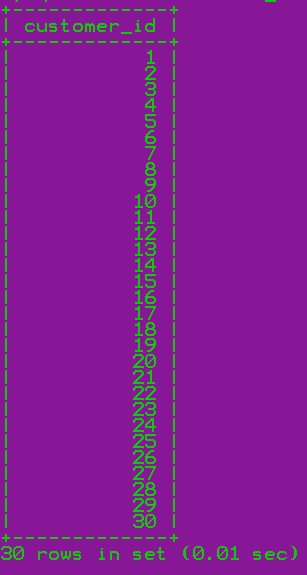 +-------------+
| customer_id |
+-------------+
| 1 |
| 2 |
| 3 |
| 4 |
| 5 |
| 6 |
| 7 |
| 8 |
| 9 |
| 10 |
| 11 |
| 12 |
| 13 |
| 14 |
| 15 |
| 16 |
| 17 |
| 18 |
| 19 |
| 20 |
| 21 |
| 22 |
| 23 |
| 24 |
| 25 |
| 26 |
| 27 |
| 28 |
| 29 |
| 30 |
+-------------+
30 rows in set (0.01 sec)